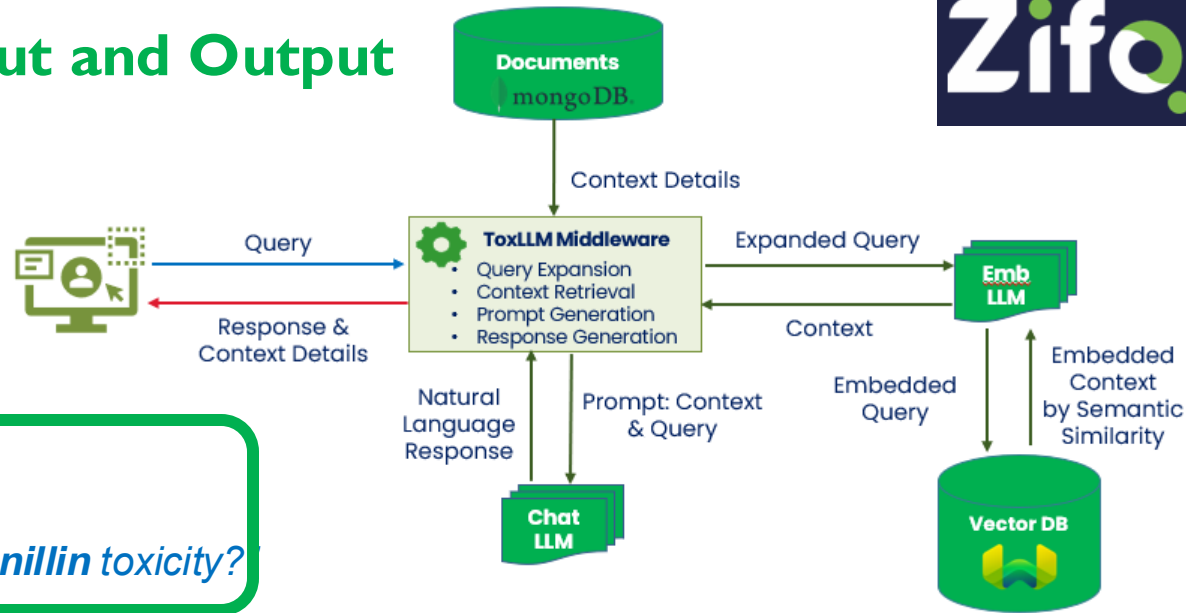 ut and Output
Zifo
Documents
mongoDB.
Context Details
Query
ToxLLM Middleware
• Query Expansion
• Context Retrieval
• Prompt Generation
• Response Generation
Expanded Query
Emb
LLM
Response &
Context Details
Context
Natural
Language
Response
Prompt: Context
& Query
Embedded
Query
Embedded
Context
by Semantic
Similarity
Chat
LLM
Vector DB
nillin toxicity?